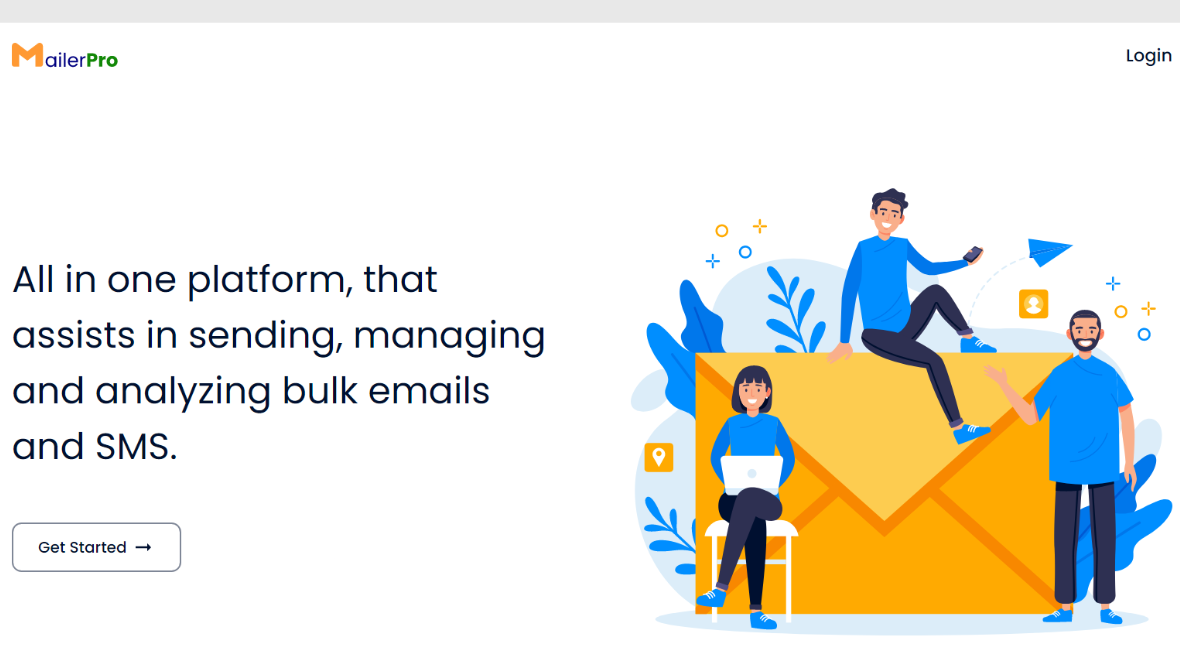 MailerPro
Login
All in one platform, that
assists in sending, managing
and analyzing bulk emails
and SMS.
Get Started →